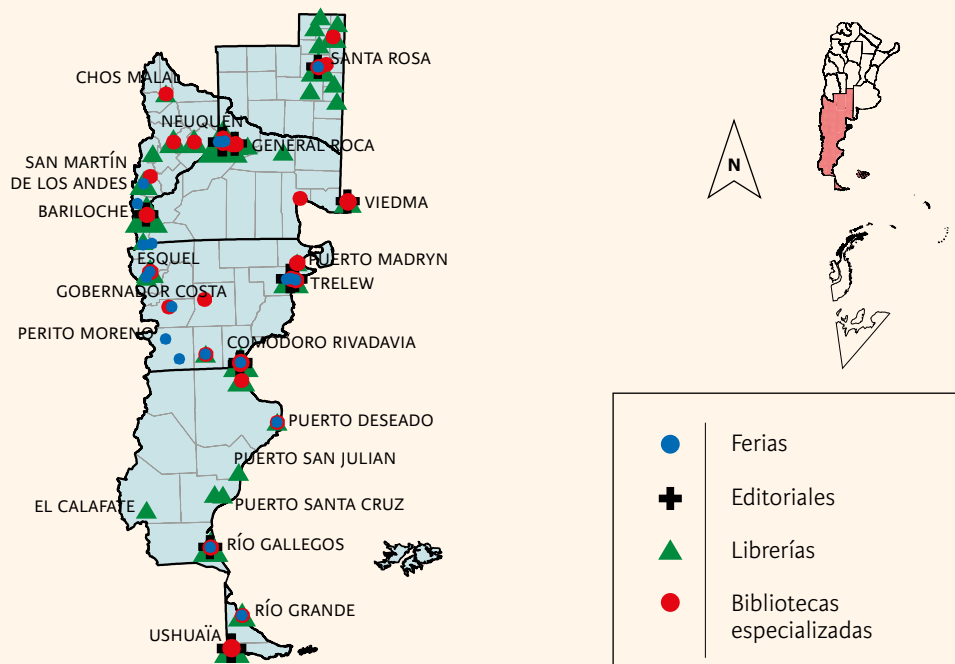 SANTA ROSA
CHOS MALAL
NEUQUÉN
GENERAL ROCA
SAN MARTÍN
DE LOS ANDES
BARILOCHE
VIEDMA
ESQUEL
PUERTO MADRYN
TRELEW
GOBERNADOR COSTA
PERITO MORENO
COMODORO RIVADAVIA
PUERTO DESEADO
PUERTO SAN JULIAN
EL CALAFATE
PUERTO SANTA CRUZ
RÍO GALLEGOS
RÍO GRANDE
USHUAÏA
N
Ferias
Editoriales
Librerías
Bibliotecas
especializadas